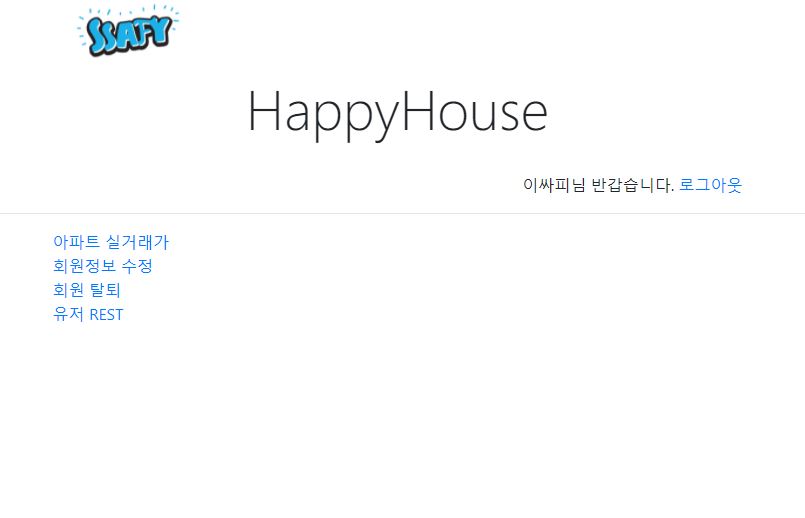 SSAFY
HappyHouse
이싸피님 반갑습니다. 로그아웃
아파트 실거래가
회원정보 수정
회원 탈퇴
유저 REST